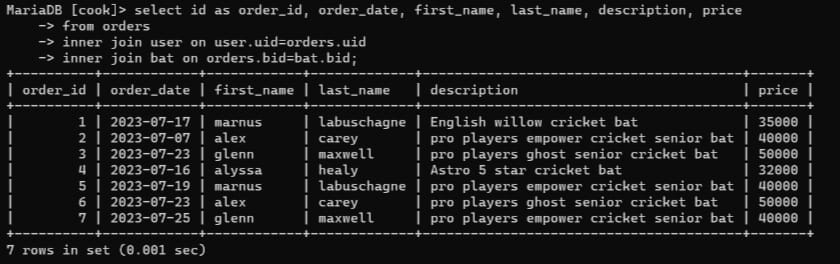 MariaDB [cook]> select id as order_id, order_date, first_name, last_name, description, price
    -> from orders
    -> inner join user on user.uid=orders.uid
    -> inner join bat on orders.bid=bat.bid;
+----------+------------+------------+-------------+----------------------------------------+-------+
| order_id | order_date | first_name | last_name   | description                            | price |
+----------+------------+------------+-------------+----------------------------------------+-------+
|        1 | 2023-07-17 | marnus     | labuschagne | English willow cricket bat             | 35000 |
|        2 | 2023-07-07 | alex       | carey       | pro players empower cricket senior bat | 40000 |
|        3 | 2023-07-23 | glenn      | maxwell     | pro players ghost senior cricket bat   | 50000 |
|        4 | 2023-07-16 | alyssa     | healy       | Astro 5 star cricket bat               | 32000 |
|        5 | 2023-07-19 | marnus     | labuschagne | pro players empower cricket senior bat | 40000 |
|        6 | 2023-07-23 | alex       | carey       | pro players ghost senior cricket bat   | 50000 |
|        7 | 2023-07-25 | glenn      | maxwell     | pro players empower cricket senior bat | 40000 |
+----------+------------+------------+-------------+----------------------------------------+-------+
7 rows in set (0.001 sec)